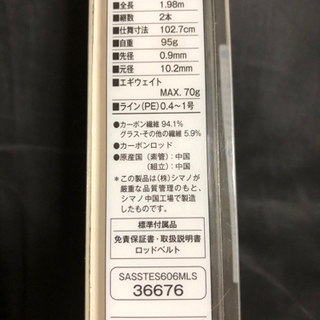 ■全長 1.98m
■継数 2本
■仕舞寸法 102.7cm
■自重 95g
■先径 0.9mm
■元径 10.2mm
■エギウェイト
MAX. 70g
■ライン(PE) 0.4~1号
●カーボン繊維 94.1%
グラス・その他の繊維 5.9%
●カーボンロッド
●原産国(素管):中国
(組立):中国
*この製品は(株)シマノが
厳重な品質管理のもと、
シマノ中国工場で製造
したものです。
標準付属品
免責保証書・取扱説明書
ロッドベルト
SASSTES606MLS
36676